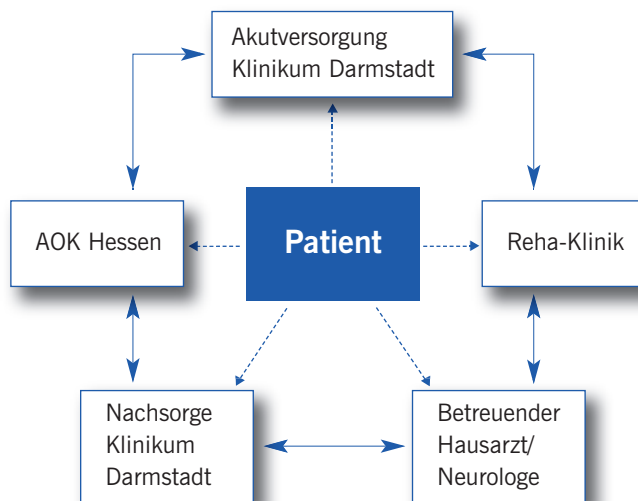 Akutversorgung
Klinikum Darmstadt
AOK Hessen
Patient
Reha-Klinik
Nachsorge
Klinikum
Darmstadt
Betreuender
Hausarzt/
Neurologe